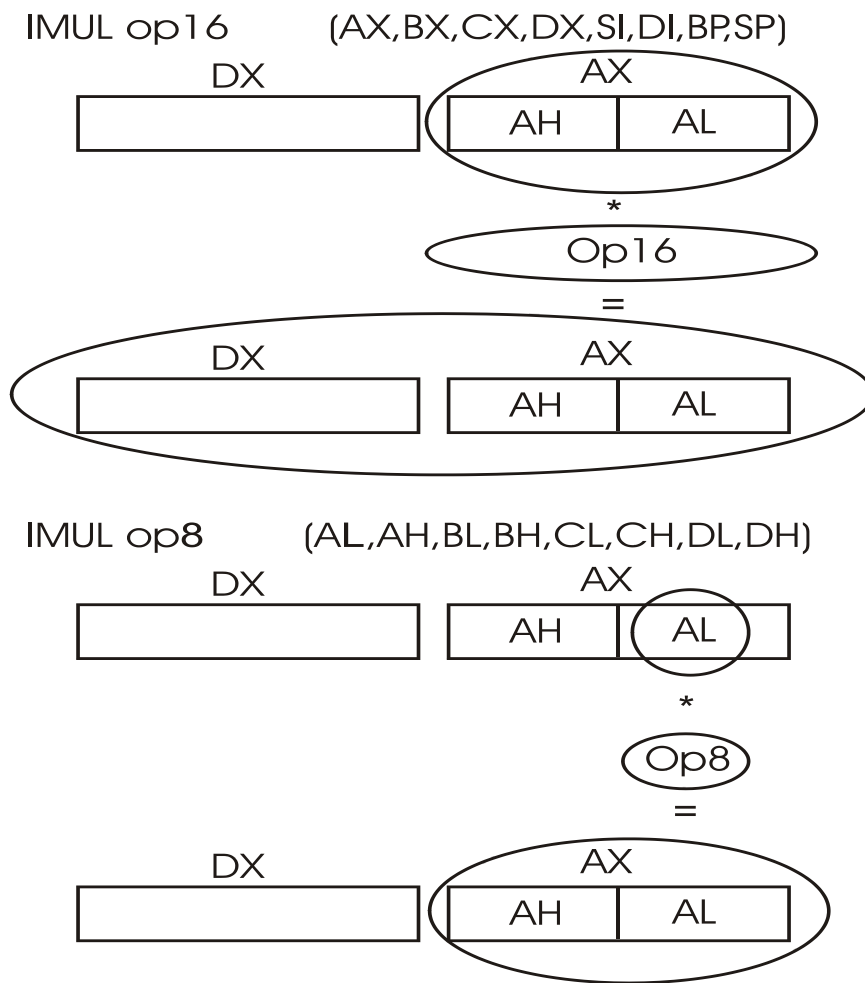 IMUL op16 (AX,BX,CX,DX,SI,DI,BP,SP)
DX AX
AH AL
*
Op16
=
DX AX
AH AL
IMUL op8 (AL,AH,BL,BH,CL,CH,DL,DH)
DX AX
AH AL
*
Op8
=
DX AX
AH AL